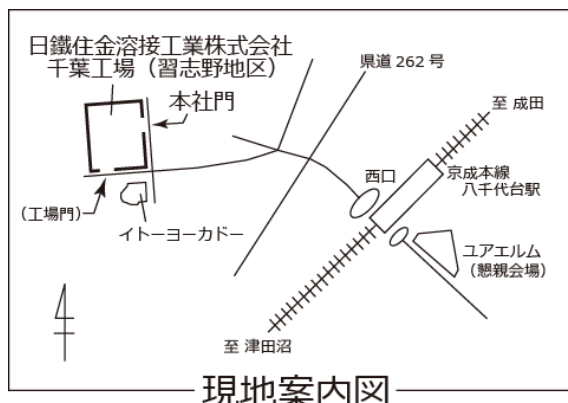 日鐵住金溶接工業株式会社
千葉工場（習志野地区）
本社門
県道 262 号
至 成田
西口
京成本線
八千代台駅
（工場門）
イトーヨーカドー
ユアエルム
（懇親会場）
至 津田沼
現地案内図